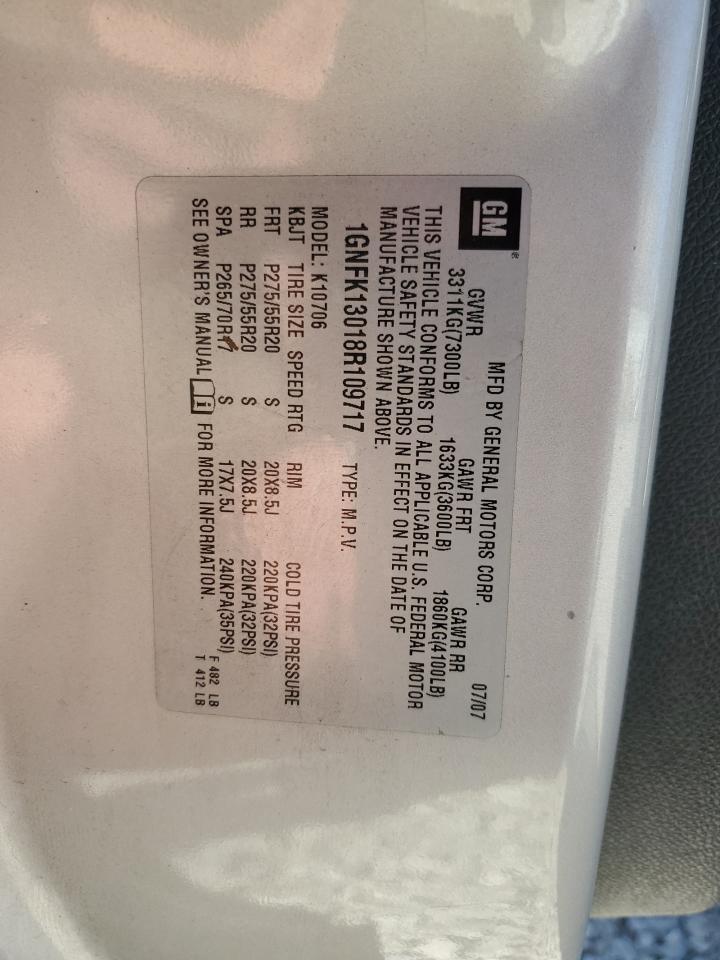 GM ®
MFD BY GENERAL MOTORS CORP. 07/07
GVWR GAWR FRT GAWR RR
3311KG(7300LB) 1633KG(3600LB) 1860KG(4100LB)
THIS VEHICLE CONFORMS TO ALL APPLICABLE U.S. FEDERAL MOTOR
VEHICLE SAFETY STANDARDS IN EFFECT ON THE DATE OF
MANUFACTURE SHOWN ABOVE.
1GNFK13018R109717 TYPE: M.P.V.
MODEL: K10706
KBJT TIRE SIZE SPEED RTG RIM COLD TIRE PRESSURE
FRT P275/55R20 S 20X8.5J 220KPA(32PSI)
RR P275/55R20 S 20X8.5J 220KPA(32PSI)
SPA P265/70R17 S 17X7.5J 240KPA(35PSI)
SEE OWNER'S MANUAL i FOR MORE INFORMATION.
F 482 LB
T 412 LB